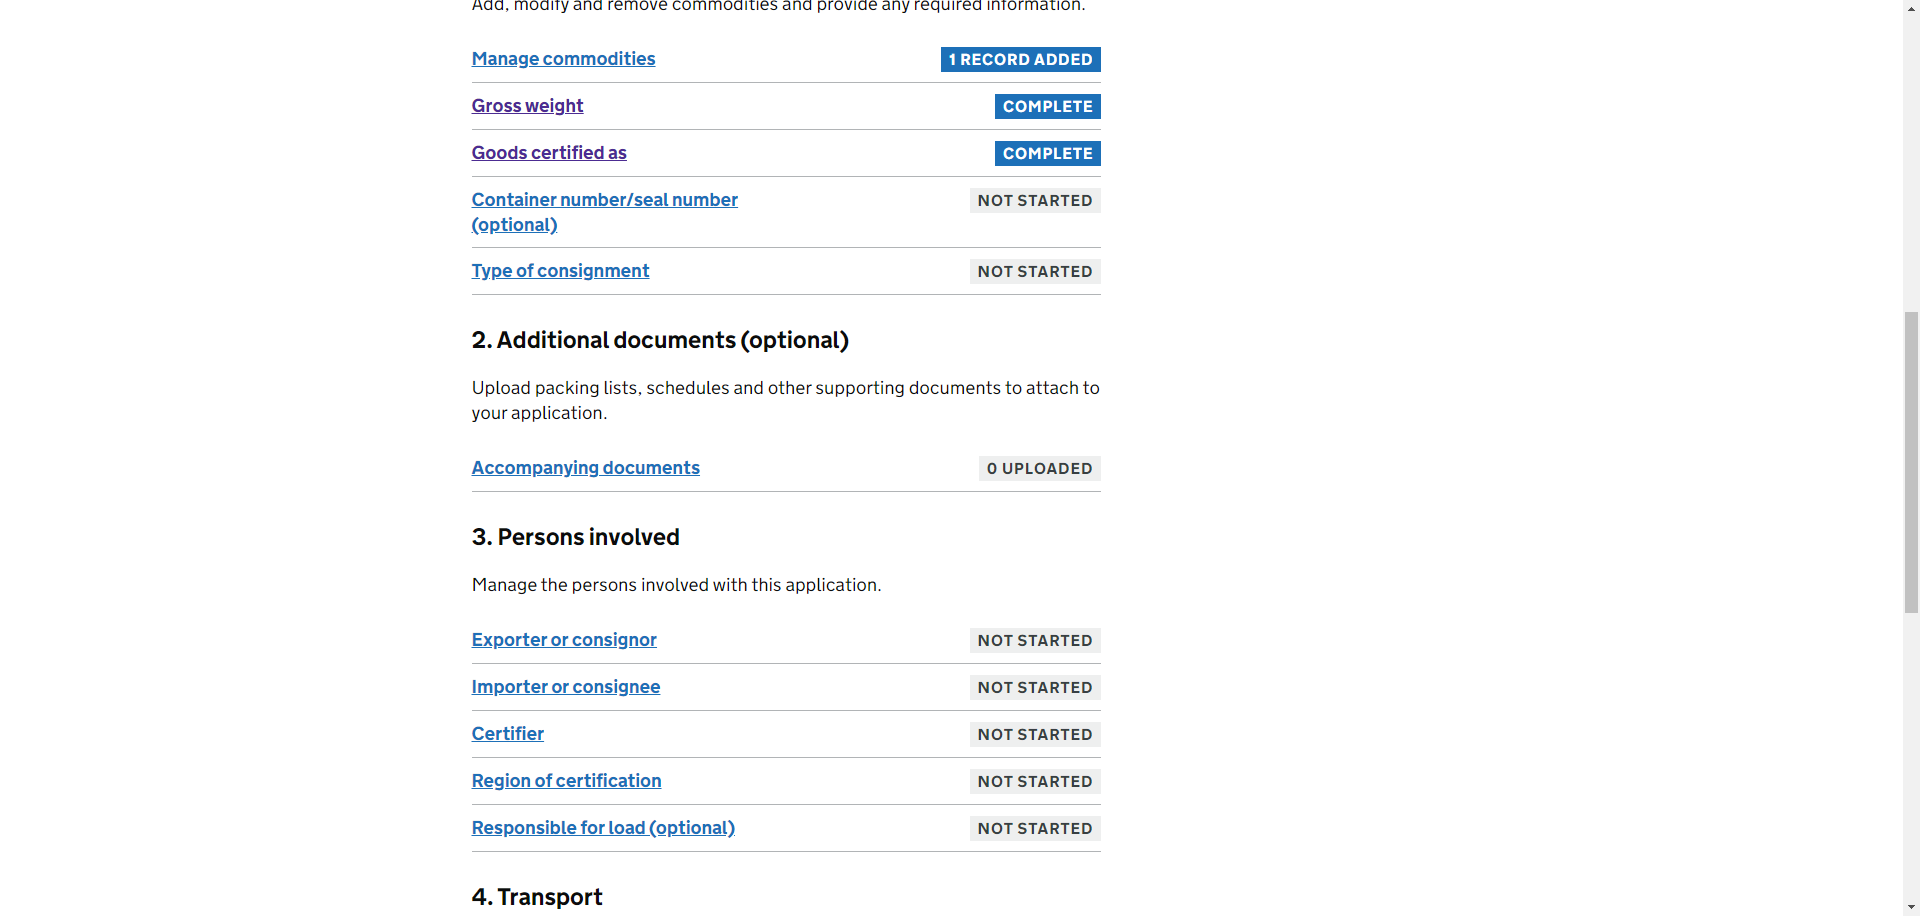 Add, modify and remove commodities and provide any required information.
Manage commodities
1 RECORD ADDED
Gross weight
COMPLETE
Goods certified as
COMPLETE
Container number/seal number
(optional)
NOT STARTED
Type of consignment
NOT STARTED
2. Additional documents (optional)
Upload packing lists, schedules and other supporting documents to attach to
your application.
Accompanying documents
0 UPLOADED
3. Persons involved
Manage the persons involved with this application.
Exporter or consignor
NOT STARTED
Importer or consignee
NOT STARTED
Certifier
NOT STARTED
Region of certification
NOT STARTED
Responsible for load (optional)
NOT STARTED
4. Transport